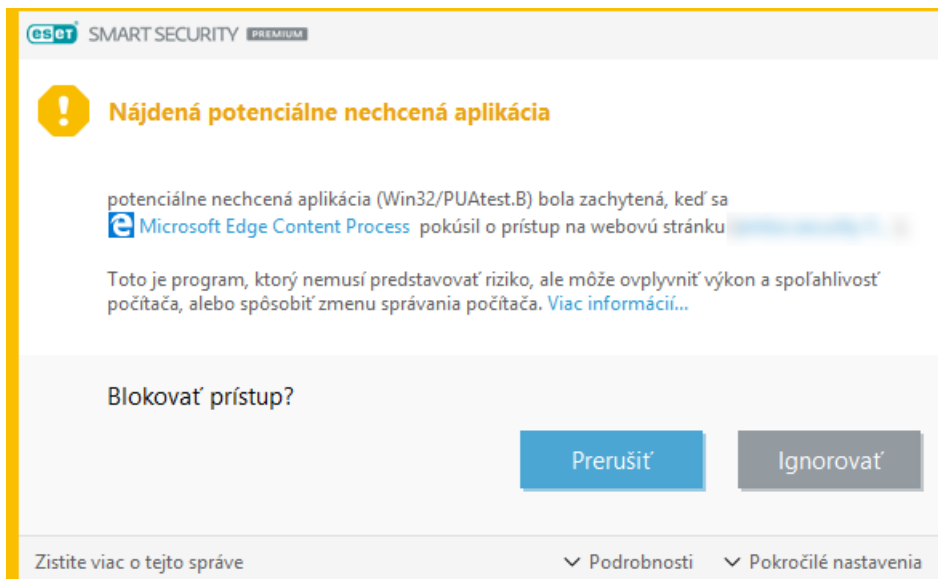 eset SMART SECURITY PREMIUM
Nájdená potenciálne nechcená aplikácia
potenciálne nechcená aplikácia (Win32/PUAtest.B) bola zachytená, keď sa
Microsoft Edge Content Process pokúsil o prístup na webovú stránku
Toto je program, ktorý nemusí predstavovať riziko, ale môže ovplyvniť výkon a spoľahlivosť
počítača, alebo spôsobiť zmenu správania počítača. Viac informácií...
Blokovať prístup?
Prerušiť Ignorovať
Zistite viac o tejto správe Podrobnosti Pokročilé nastavenia